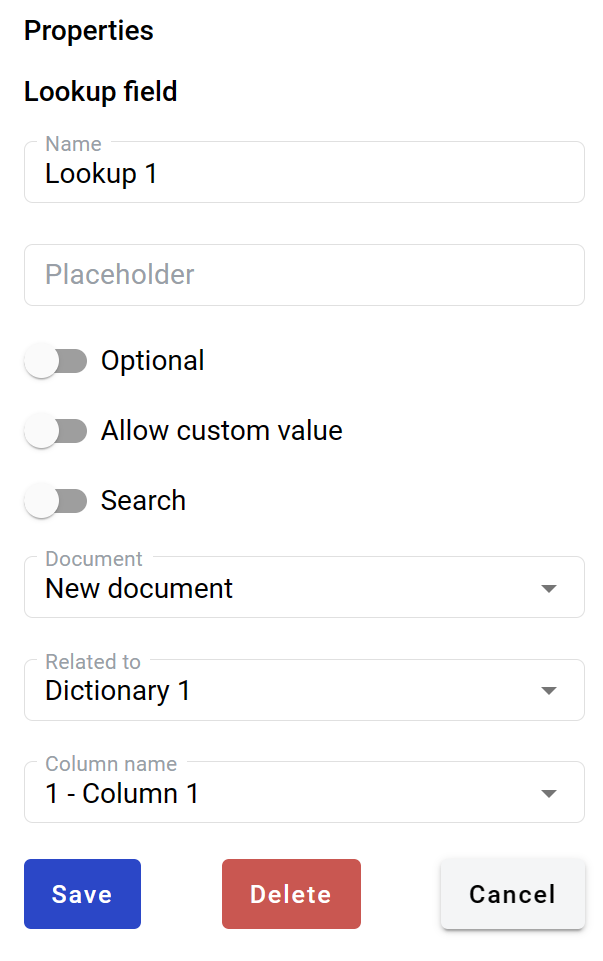 Properties
Lookup field
Name
Lookup 1
Placeholder
Optional
Allow custom value
Search
Document
New document
Related to
Dictionary 1
Column name
1 - Column 1
Save Delete Cancel